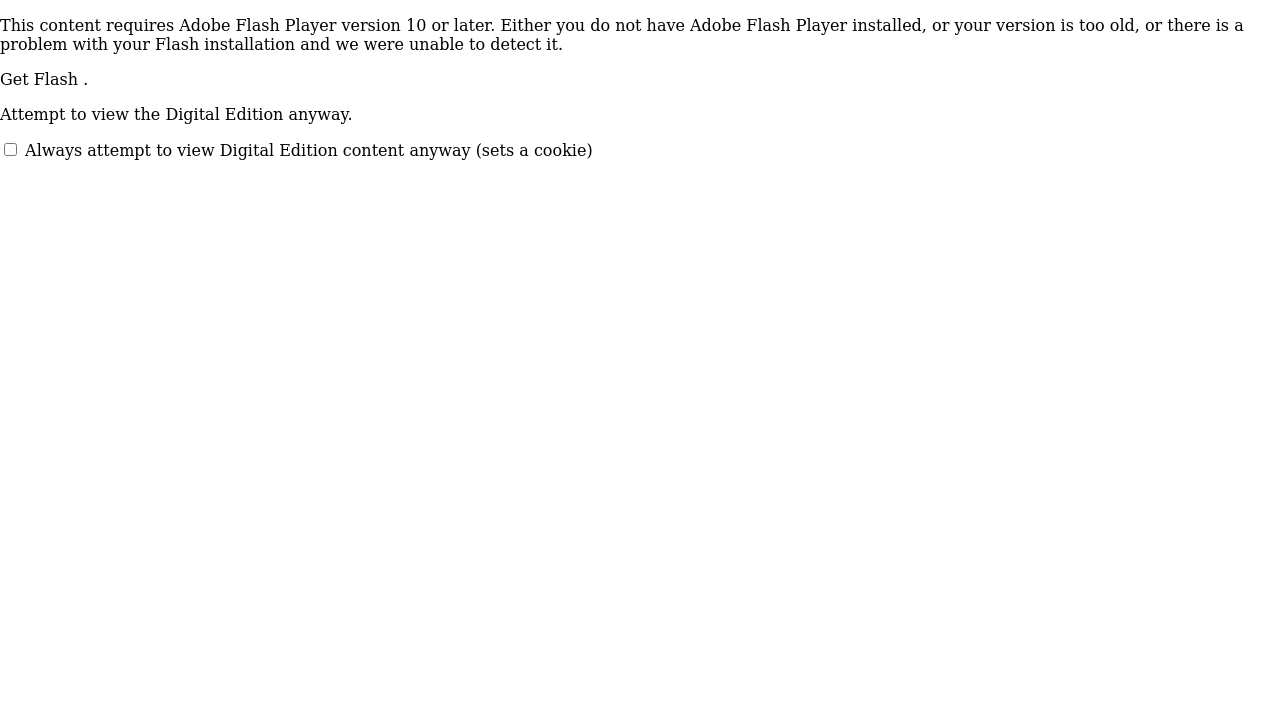 This content requires Adobe Flash Player version 10 or later. Either you do not have Adobe Flash Player installed, or your version is too old, or there is a
problem with your Flash installation and we were unable to detect it.
Get Flash .
Attempt to view the Digital Edition anyway.
Always attempt to view Digital Edition content anyway (sets a cookie)